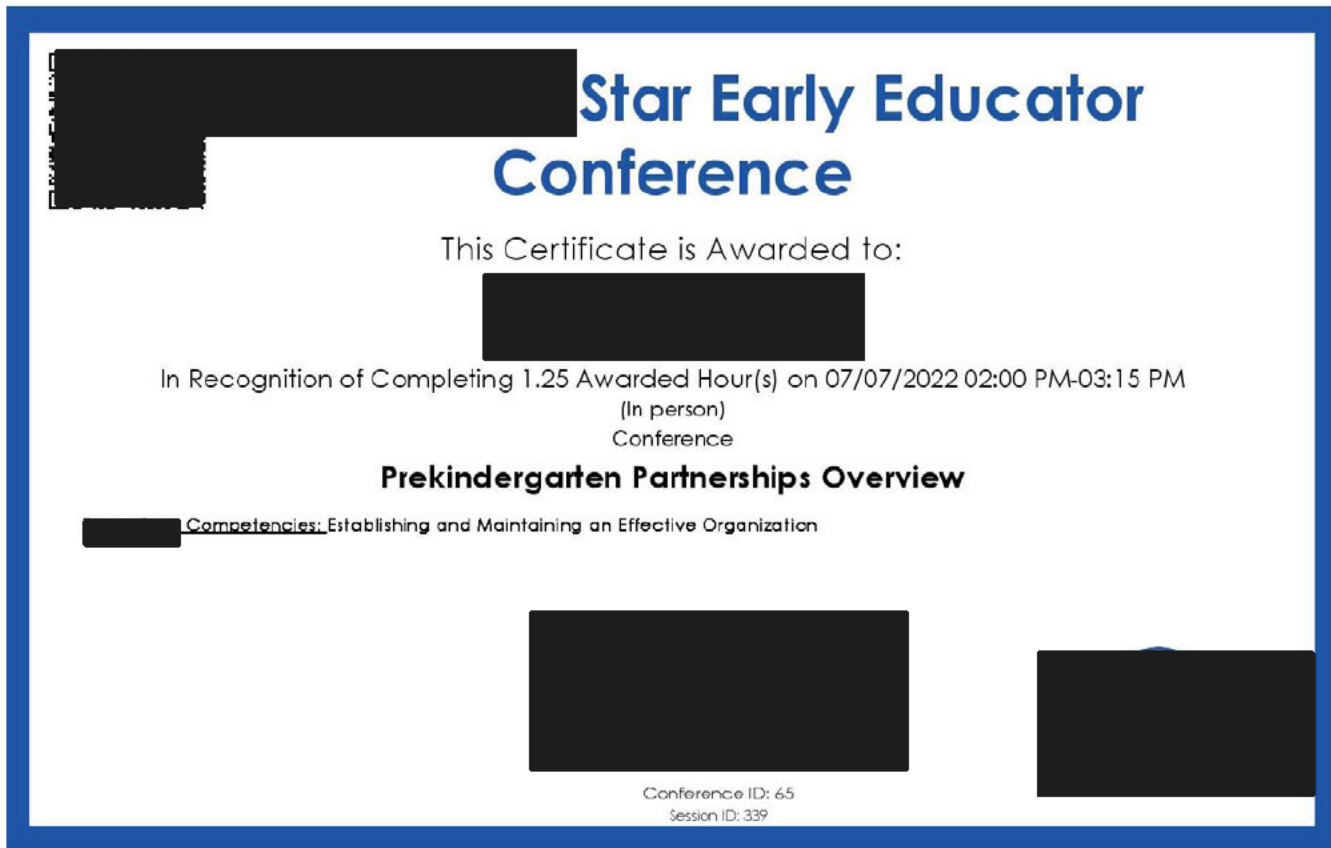 Star Early Educator
Conference
This Certificate is Awarded to:
In Recognition of Completing 1.25 Awarded Hour(s) on 07/07/2022 02:00 PM-03:15 PM
(In person)
Conference
Prekindergarten Partnerships Overview
Competencies: Establishing and Maintaining an Effective Organization
Conference ID: 65
Session ID: 339